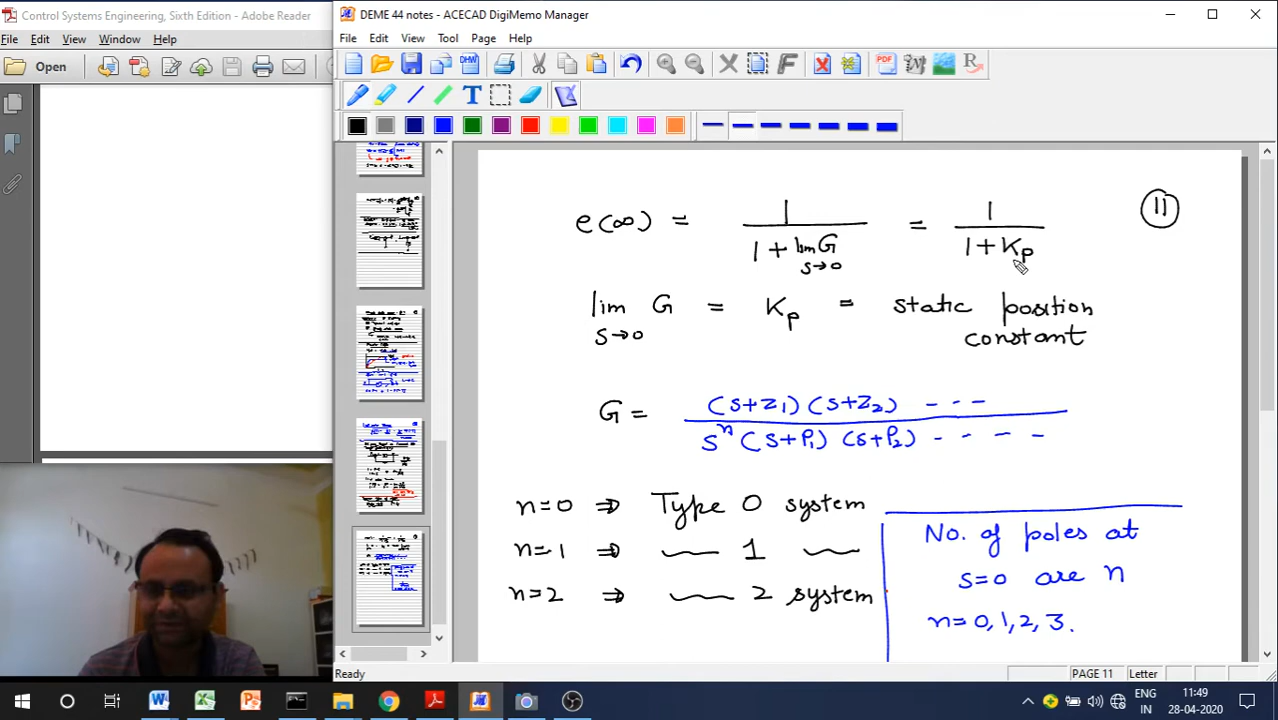 Control Systems Engineering, Sixth Edition - Adobe Reader
File Edit View Window Help
Open
DEME 44 notes - ACECAD DigiMemo Manager
File Edit View Tool Page Help
e(∞) = 1 / (1 + lim G s→0) = 1 / (1 + Kp)
11
lim G = Kp = static position
s→0 constant
G = (s+z1) (s+z2) - - - / s^n (s+P1) (s+P2) - - - -
n=0 ⇒ Type 0 system
n=1 ⇒ 1
n=2 ⇒ 2 system
No. of poles at
s=0 are n
n=0,1,2,3.
Ready
PAGE 11 Letter
ENG
IN
11:49
28-04-2020